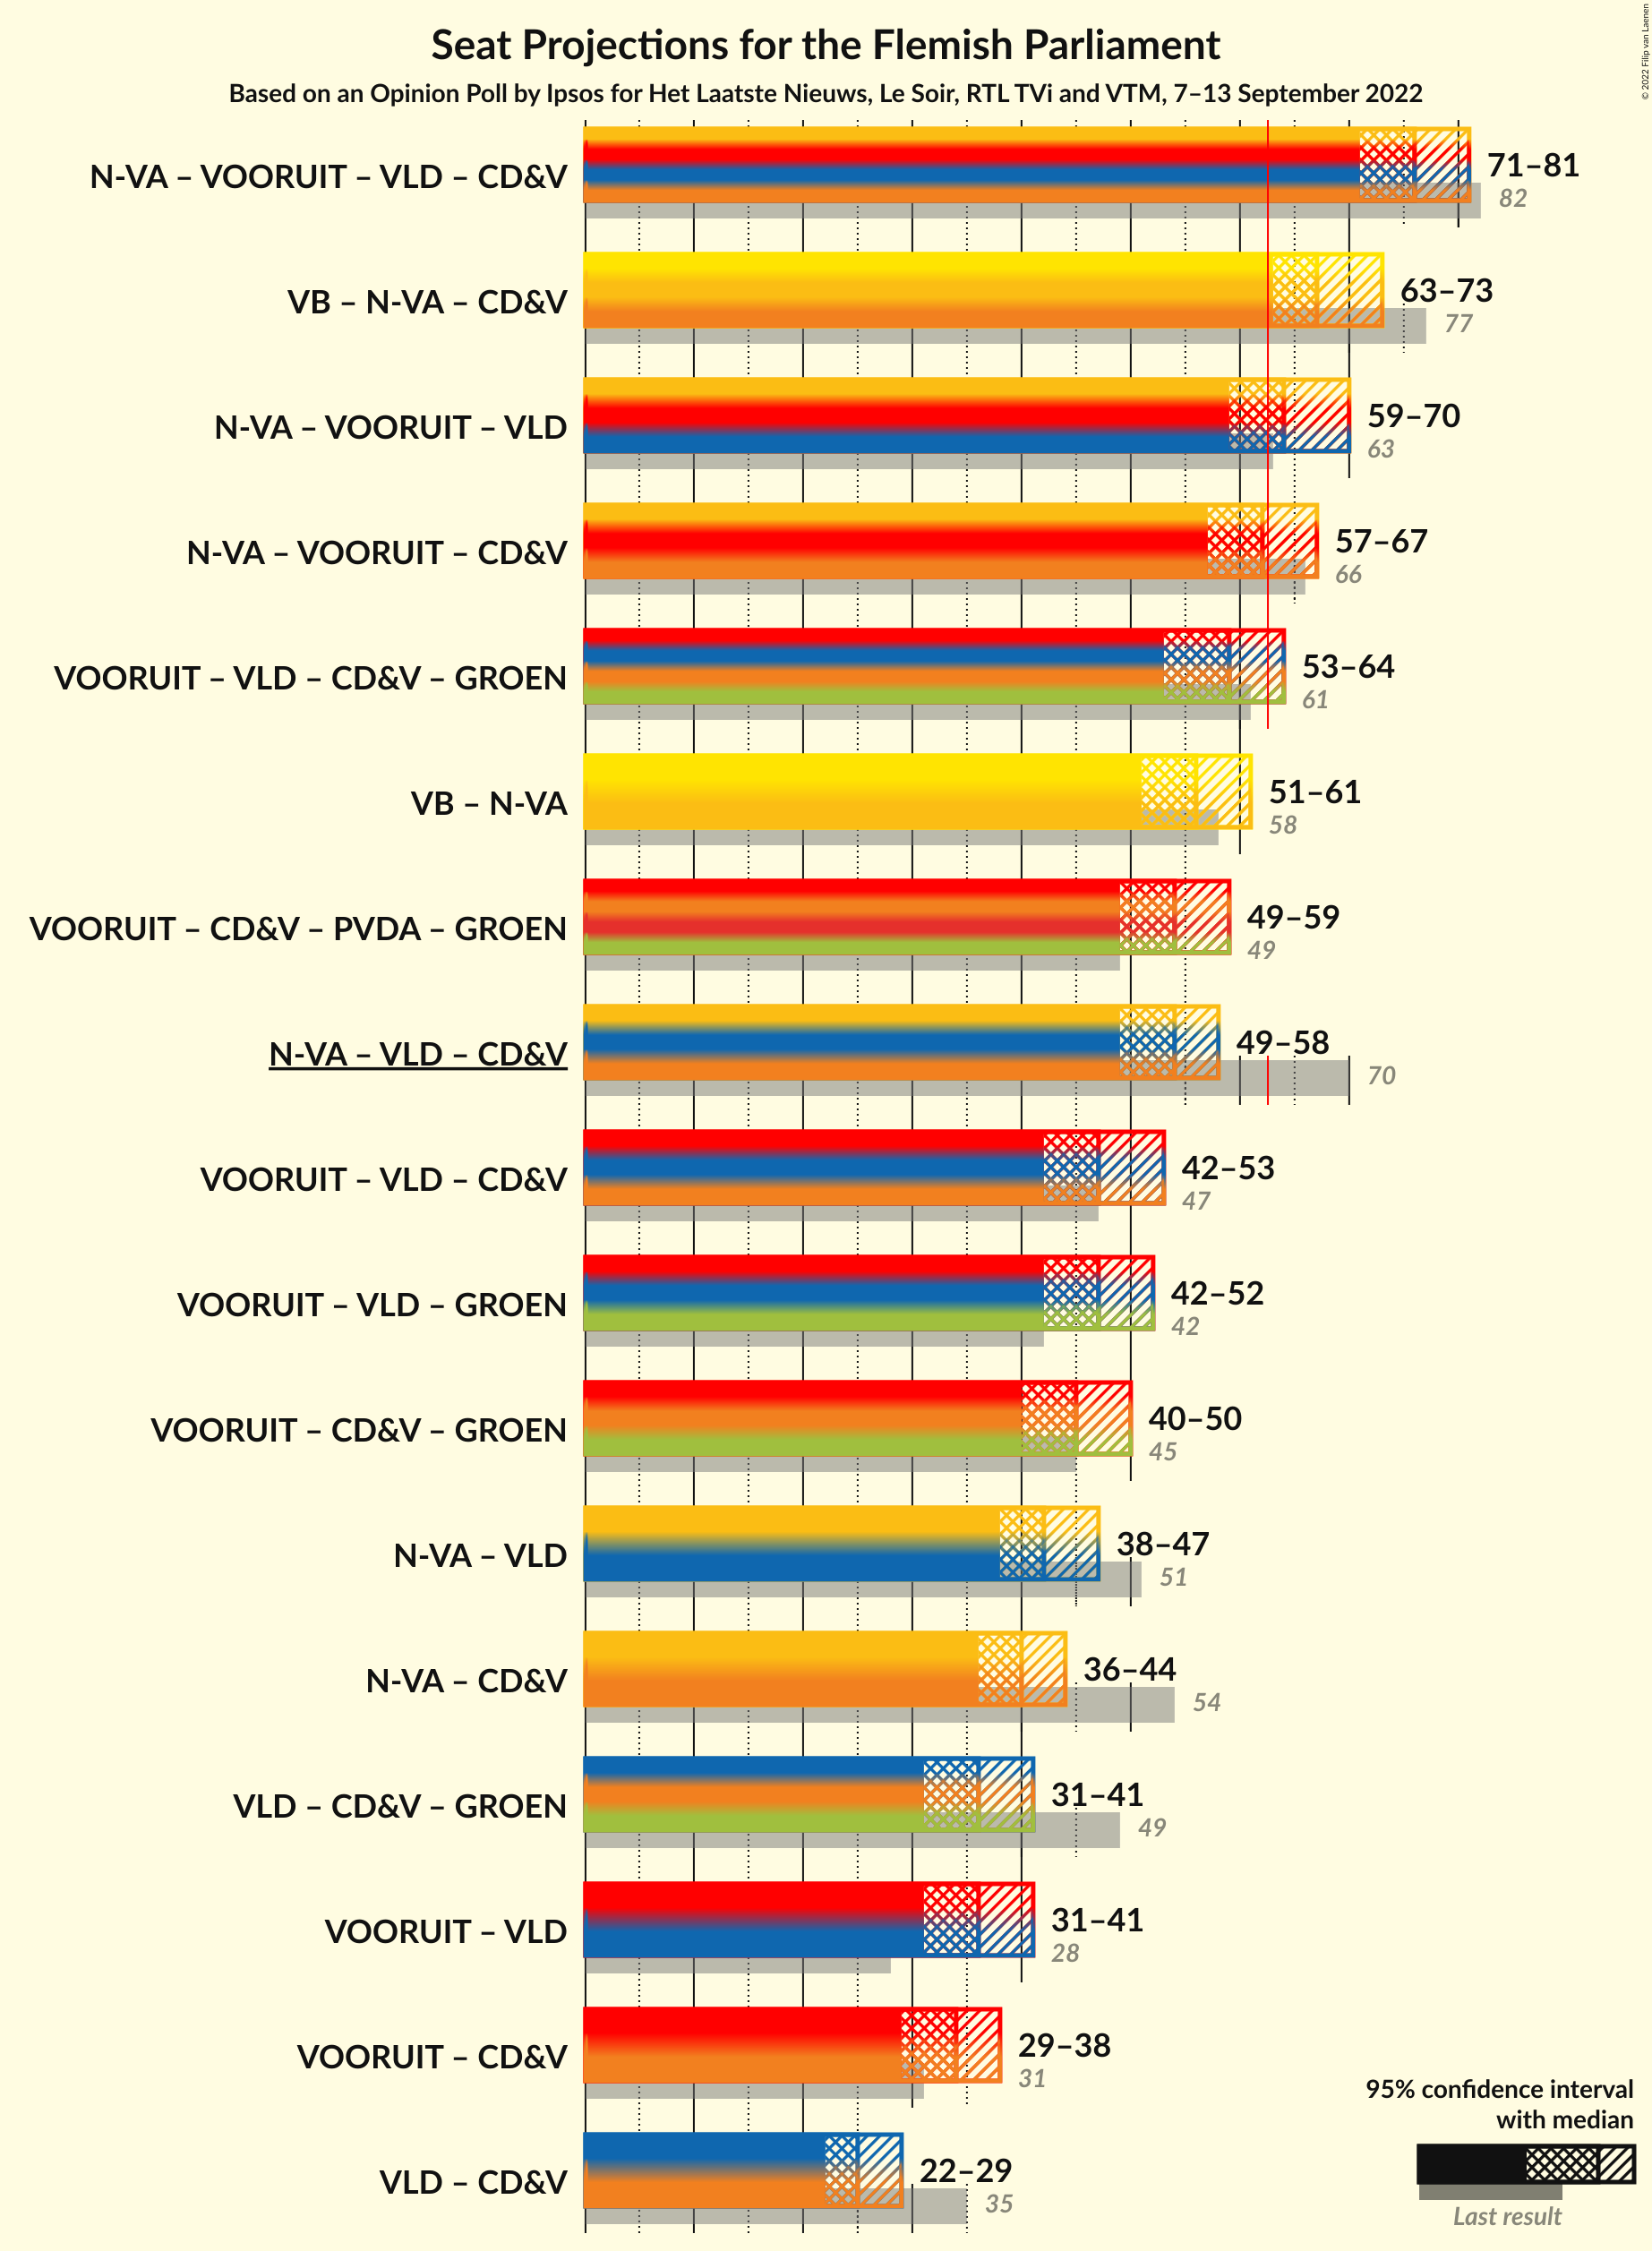 Seat Projections for the Flemish Parliament
Based on an Opinion Poll by Ipsos for Het Laatste Nieuws, Le Soir, RTL TVi and VTM, 7–13 September 2022
© 2022 Filip van Laenen
N-VA – VOORUIT – VLD – CD&V
71–81
82
VB – N-VA – CD&V
63–73
77
N-VA – VOORUIT – VLD
59–70
63
N-VA – VOORUIT – CD&V
57–67
66
VOORUIT – VLD – CD&V – GROEN
53–64
61
VB – N-VA
51–61
58
VOORUIT – CD&V – PVDA – GROEN
49–59
49
N-VA – VLD – CD&V
49–58
70
VOORUIT – VLD – CD&V
42–53
47
VOORUIT – VLD – GROEN
42–52
42
VOORUIT – CD&V – GROEN
40–50
45
N-VA – VLD
38–47
51
N-VA – CD&V
36–44
54
VLD – CD&V – GROEN
31–41
49
VOORUIT – VLD
31–41
28
VOORUIT – CD&V
29–38
31
VLD – CD&V
22–29
35
95% confidence interval
with median
Last result